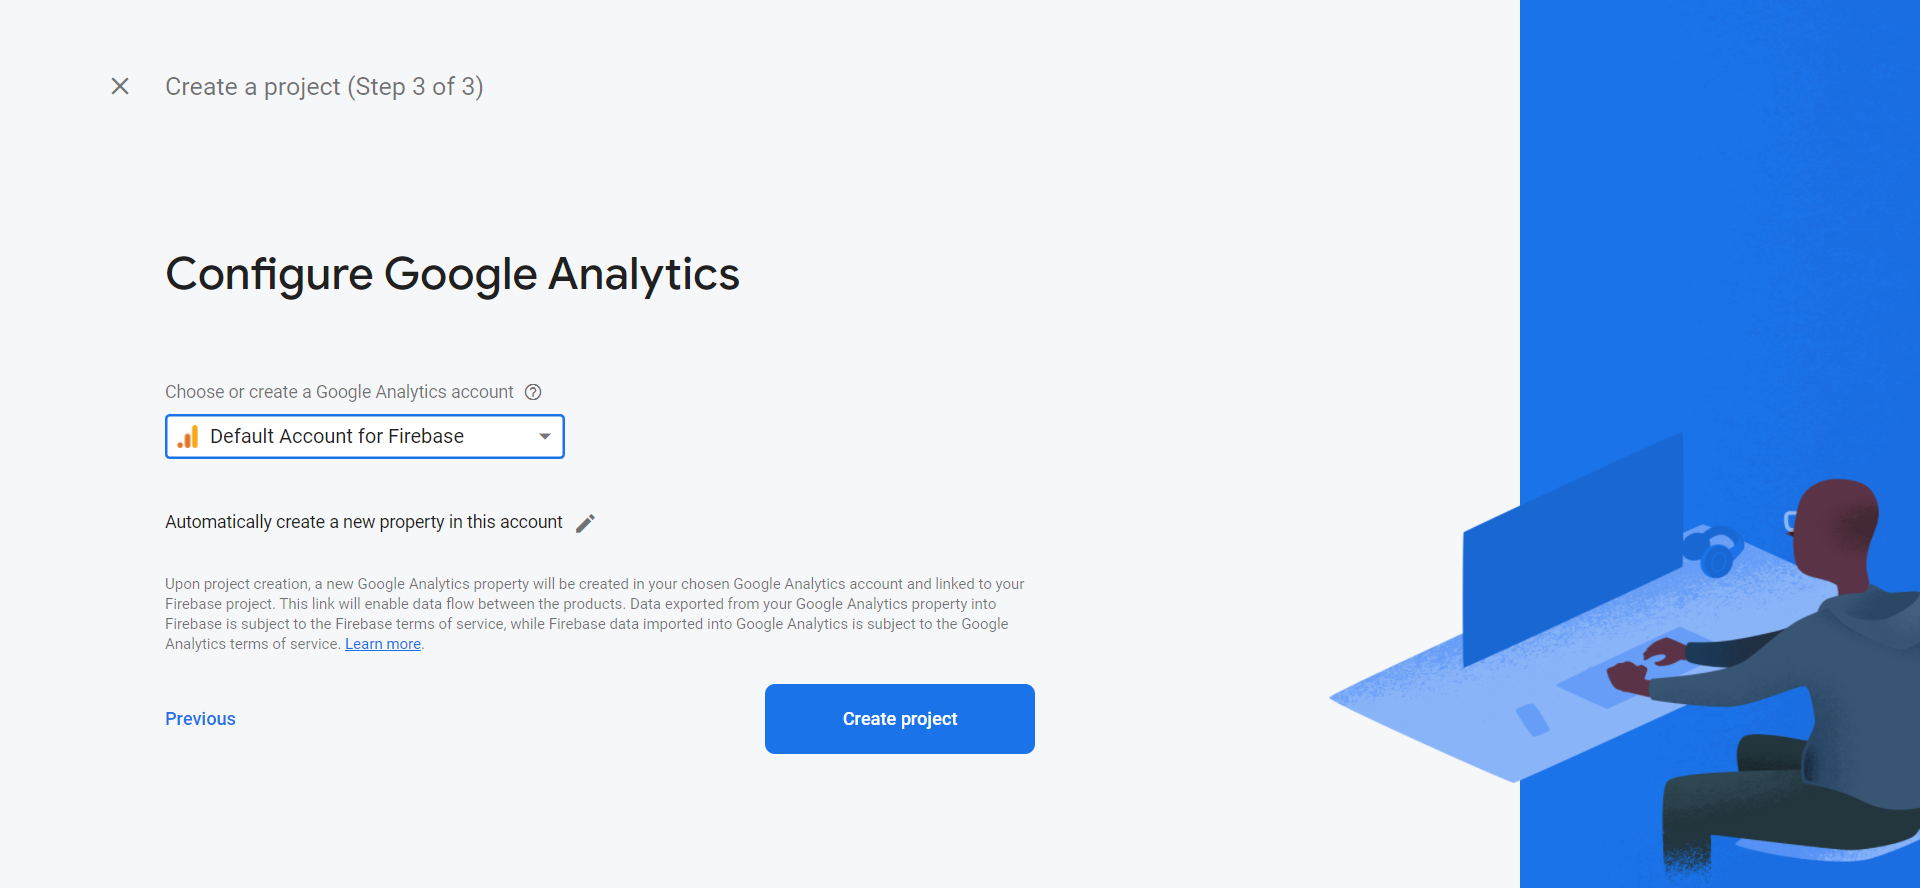 Create a project (Step 3 of 3)
Configure Google Analytics
Choose or create a Google Analytics account
Default Account for Firebase
Automatically create a new property in this account
Upon project creation, a new Google Analytics property will be created in your chosen Google Analytics account and linked to your
Firebase project. This link will enable data flow between the products. Data exported from your Google Analytics property into
Firebase is subject to the Firebase terms of service, while Firebase data imported into Google Analytics is subject to the Google
Analytics terms of service. Learn more.
Previous
Create project